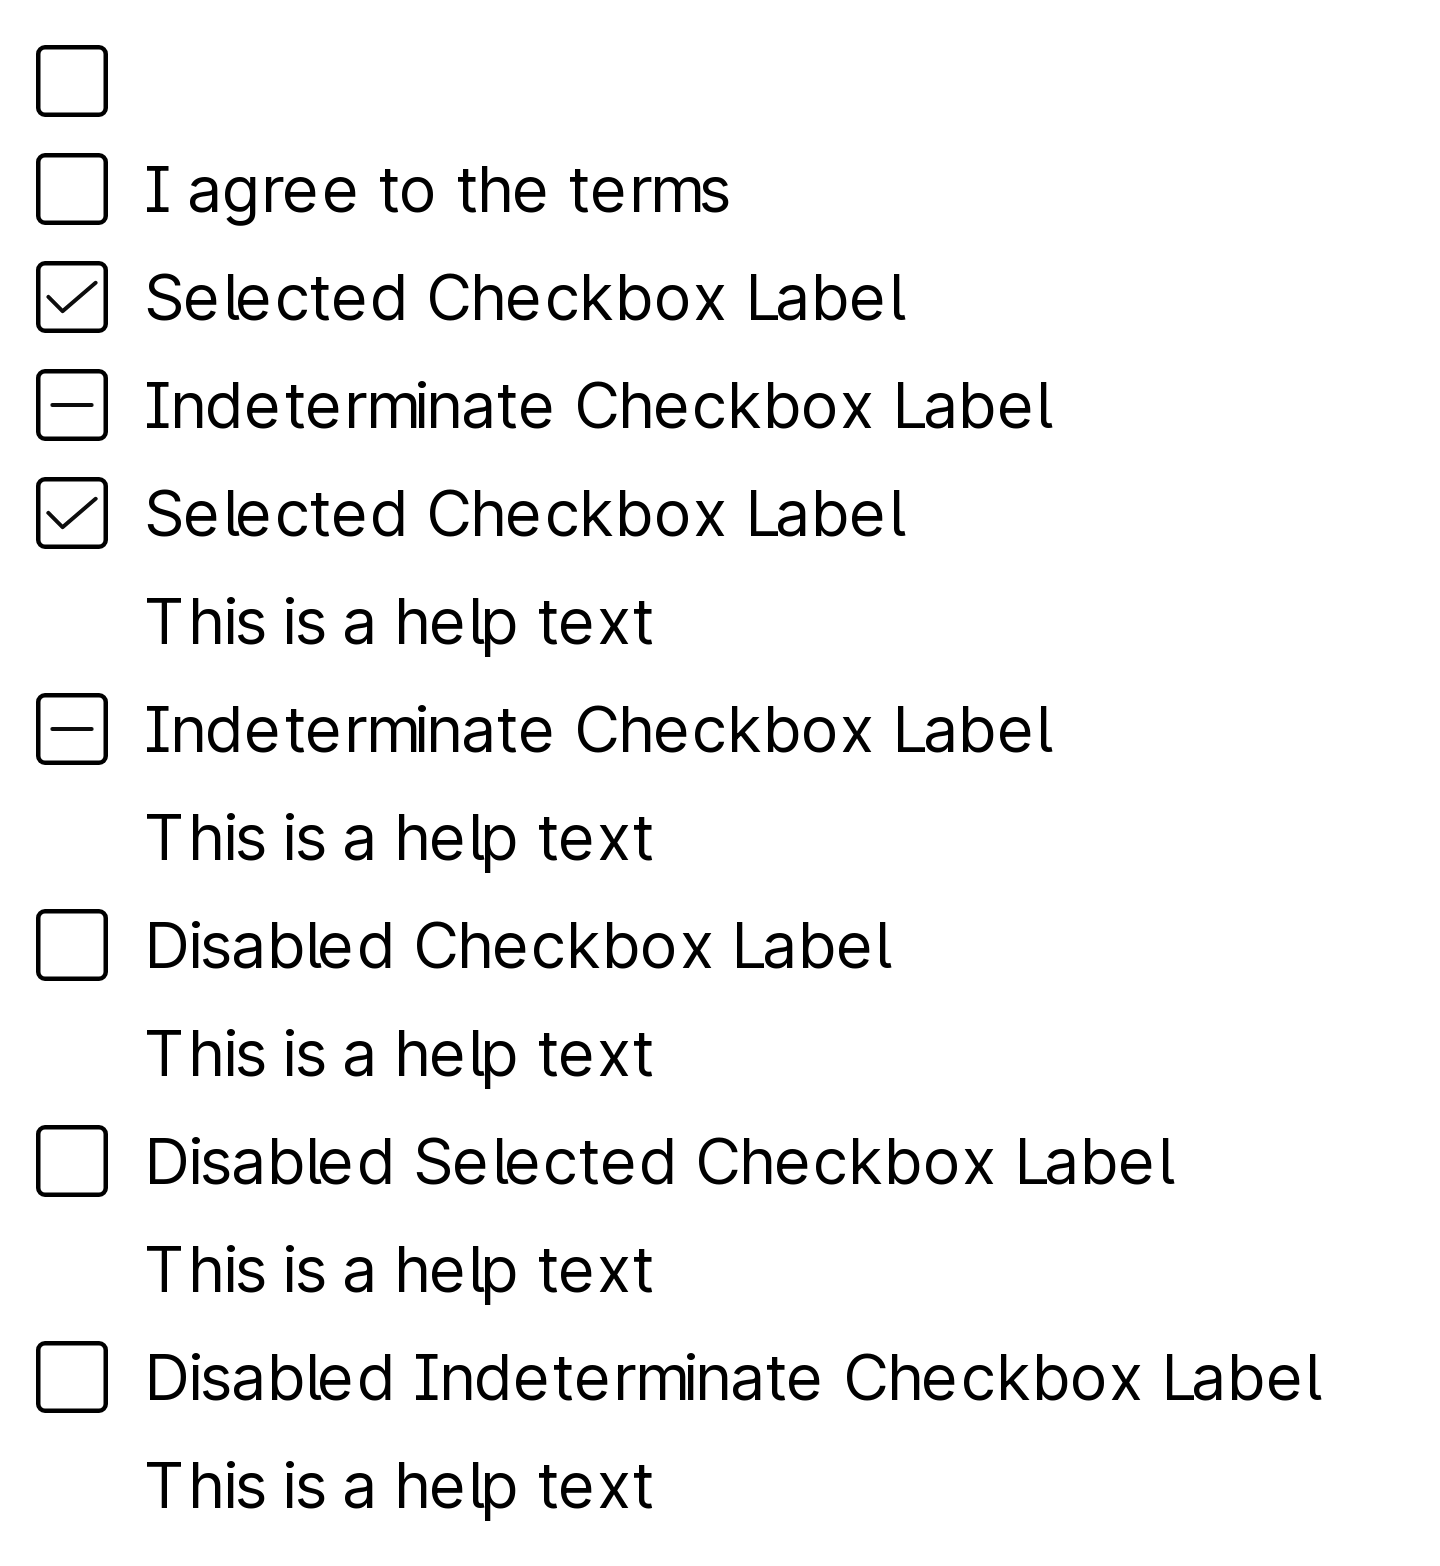 I agree to the terms
Selected Checkbox Label
Indeterminate Checkbox Label
Selected Checkbox Label
This is a help text
Indeterminate Checkbox Label
This is a help text
Disabled Checkbox Label
This is a help text
Disabled Selected Checkbox Label
This is a help text
Disabled Indeterminate Checkbox Label
This is a help text